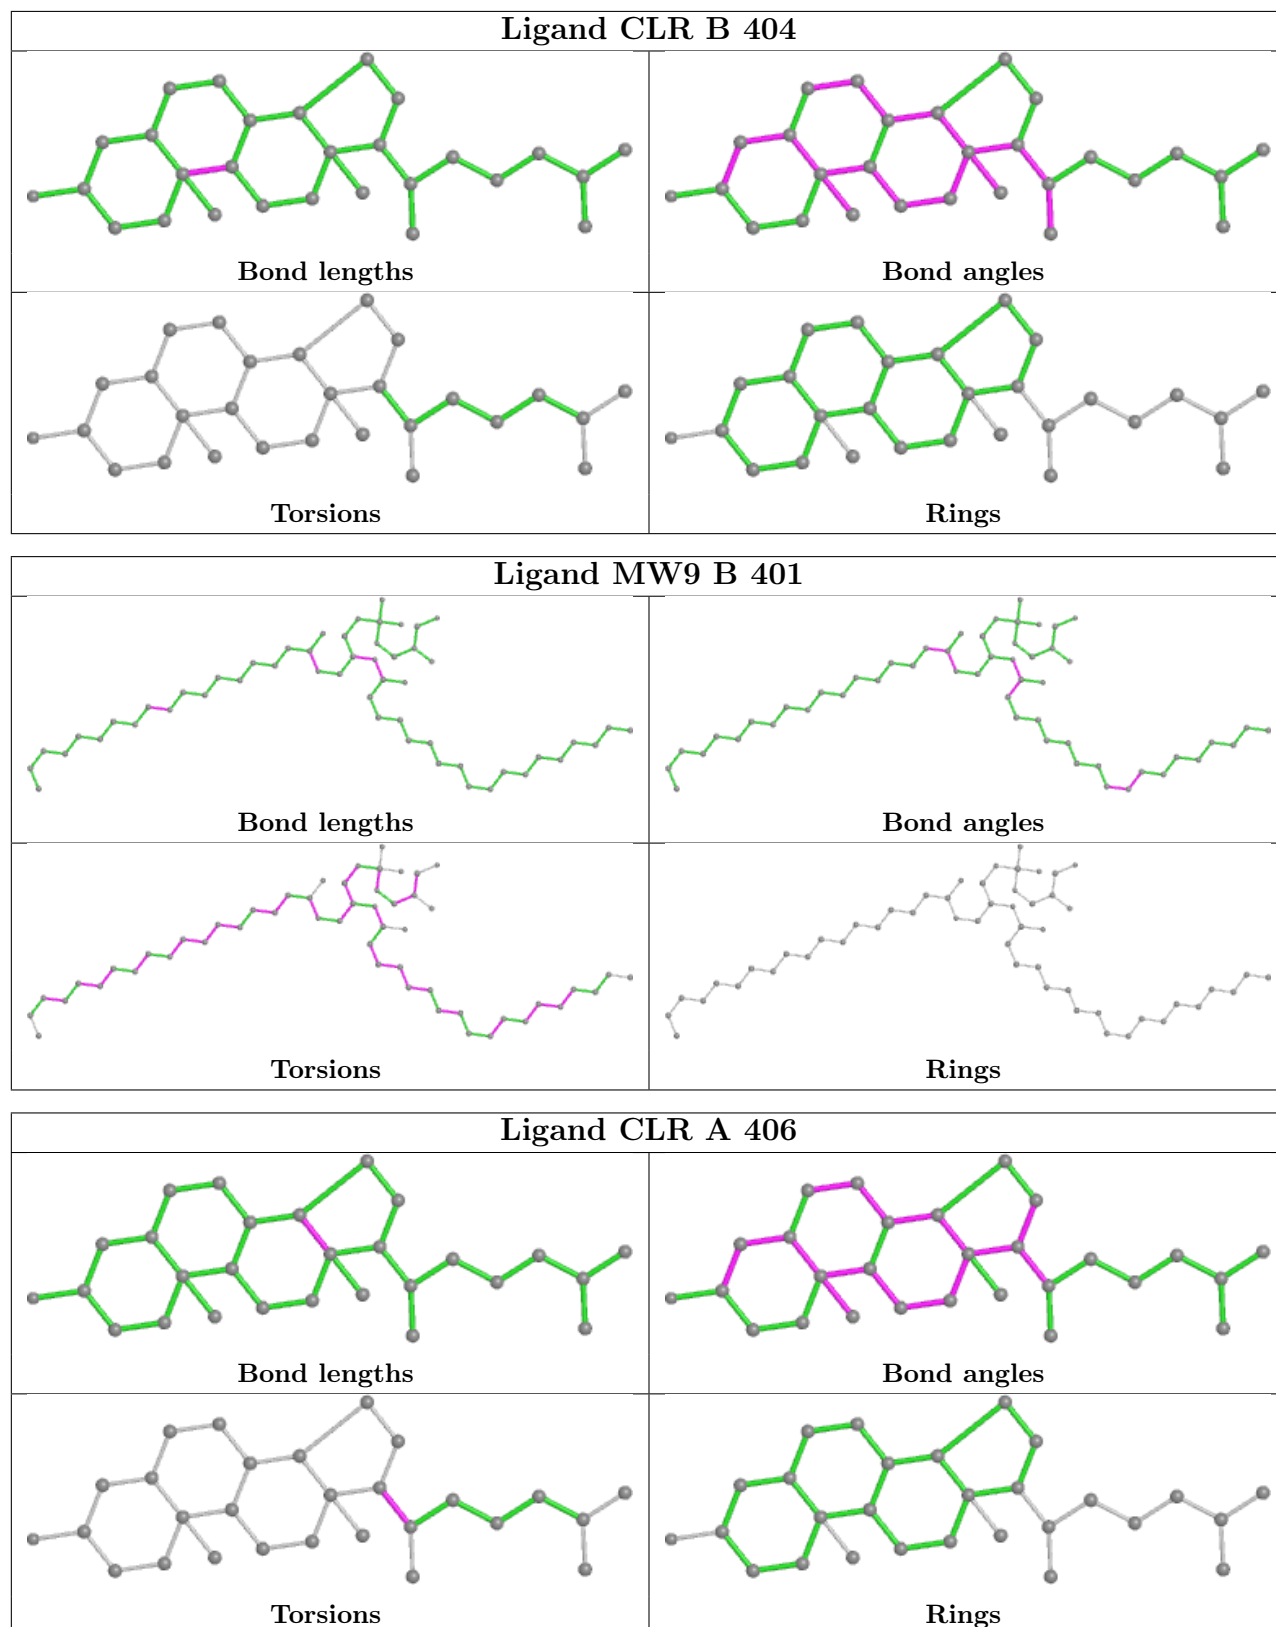 Ligand CLR B 404
Bond lengths
Bond angles
Torsions
Rings
Ligand MW9 B 401
Bond lengths
Bond angles
Torsions
Rings
Ligand CLR A 406
Bond lengths
Bond angles
Torsions
Rings